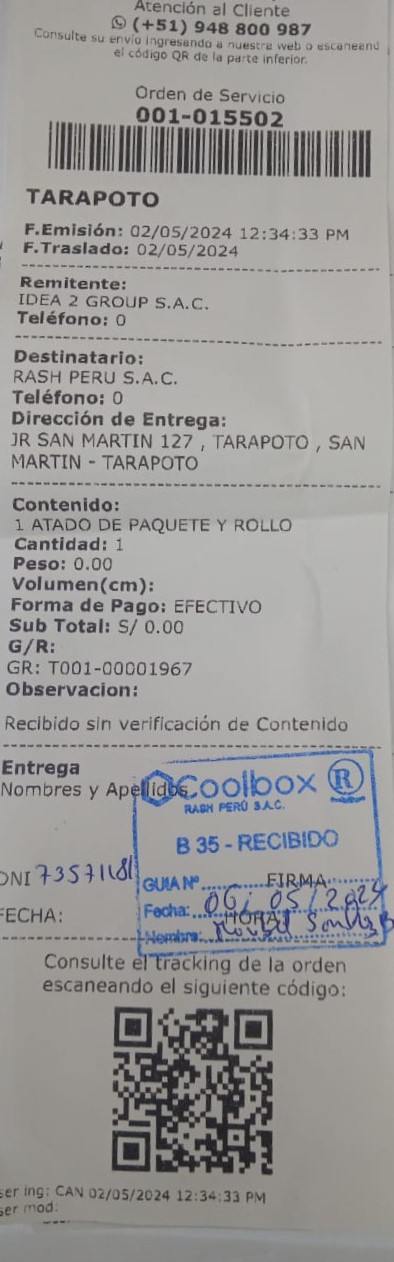 Atención al Cliente
(+51) 948 800 987
Consulte su envío ingresando a nuestra web o escaneand
el código QR de la parte inferior.
Orden de Servicio
001-015502
TARAPOTO
F.Emisión: 02/05/2024 12:34:33 PM
F.Traslado: 02/05/2024
Remitente:
IDEA 2 GROUP S.A.C.
Teléfono: 0
Destinatario:
RASH PERU S.A.C.
Teléfono: 0
Dirección de Entrega:
JR SAN MARTIN 127 , TARAPOTO , SAN
MARTIN - TARAPOTO
Contenido:
1 ATADO DE PAQUETE Y ROLLO
Cantidad: 1
Peso: 0.00
Volumen(cm):
Forma de Pago: EFECTIVO
Sub Total: S/ 0.00
G/R:
GR: T001-00001967
Observacion:
Recibido sin verificación de Contenido
Entrega
Nombres y Apellidos
Coolbox ®
RASH PERÚ S.A.C.
B 35 - RECIBIDO
DNI 73571181
GUIA Nº
FIRMA
Fecha: 06/05/2024
FECHA:
HORA
Nombre:
Consulte el tracking de la orden
escaneando el siguiente código:
ser ing: CAN 02/05/2024 12:34:33 PM
ser mod: